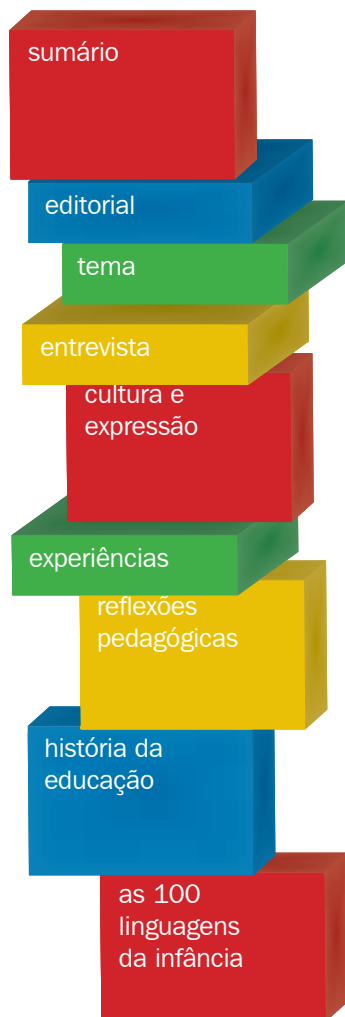 sumário
editorial
tema
entrevista
cultura e
expressão
experiências
reflexões
pedagógicas
história da
educação
as 100
linguagens
da infância